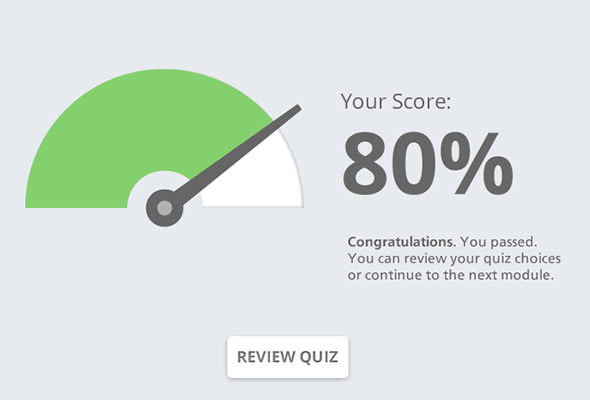 Your Score:
80%
Congratulations. You passed.
You can review your quiz choices
or continue to the next module.
REVIEW QUIZ